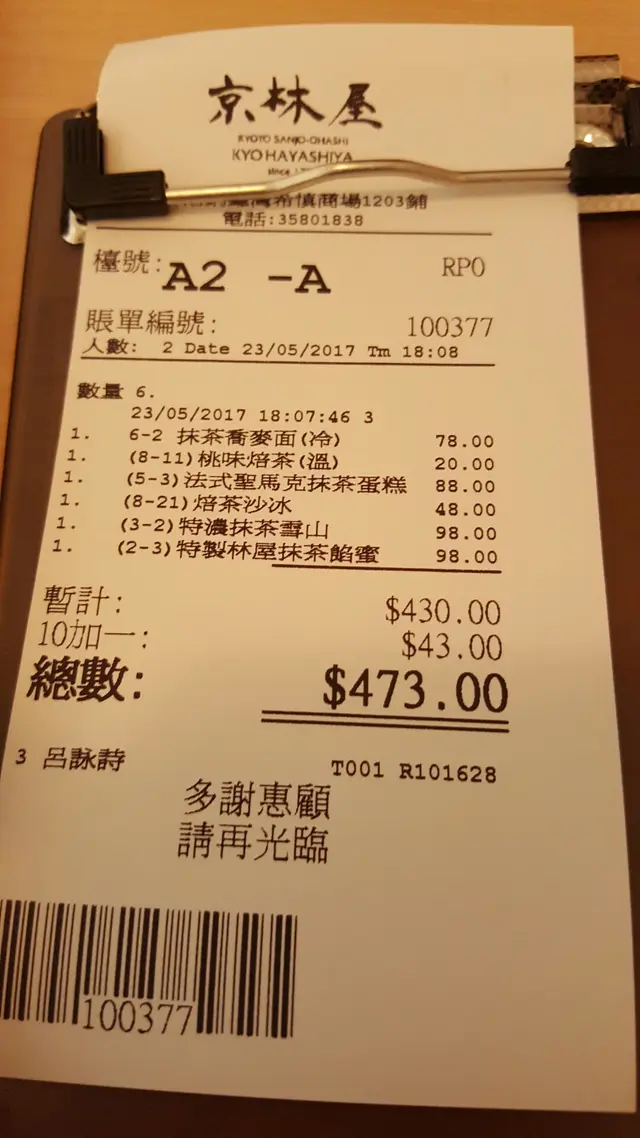 京林屋
KYOTO SANJO-OHASHI
KYOHAYASHIYA
since
希慎商場1203鋪
電話:35801838
檯號:A2 -A RP0
賬單編號: 100377
人數: 2 Date 23/05/2017 Tm 18:08
數量 6.
23/05/2017 18:07:46 3
1. 6-2 抹茶蕎麥面(冷) 78.00
1. (8-11)桃味焙茶(溫) 20.00
1. (5-3)法式聖馬克抹茶蛋糕 88.00
1. (8-21)焙茶沙冰 48.00
1. (3-2)特濃抹茶雪山 98.00
1. (2-3)特製林屋抹茶餡蜜 98.00
暫計: $430.00
10加一: $43.00
總數: $473.00
3 呂詠詩 T001 R101628
多謝惠顧
請再光臨
100377